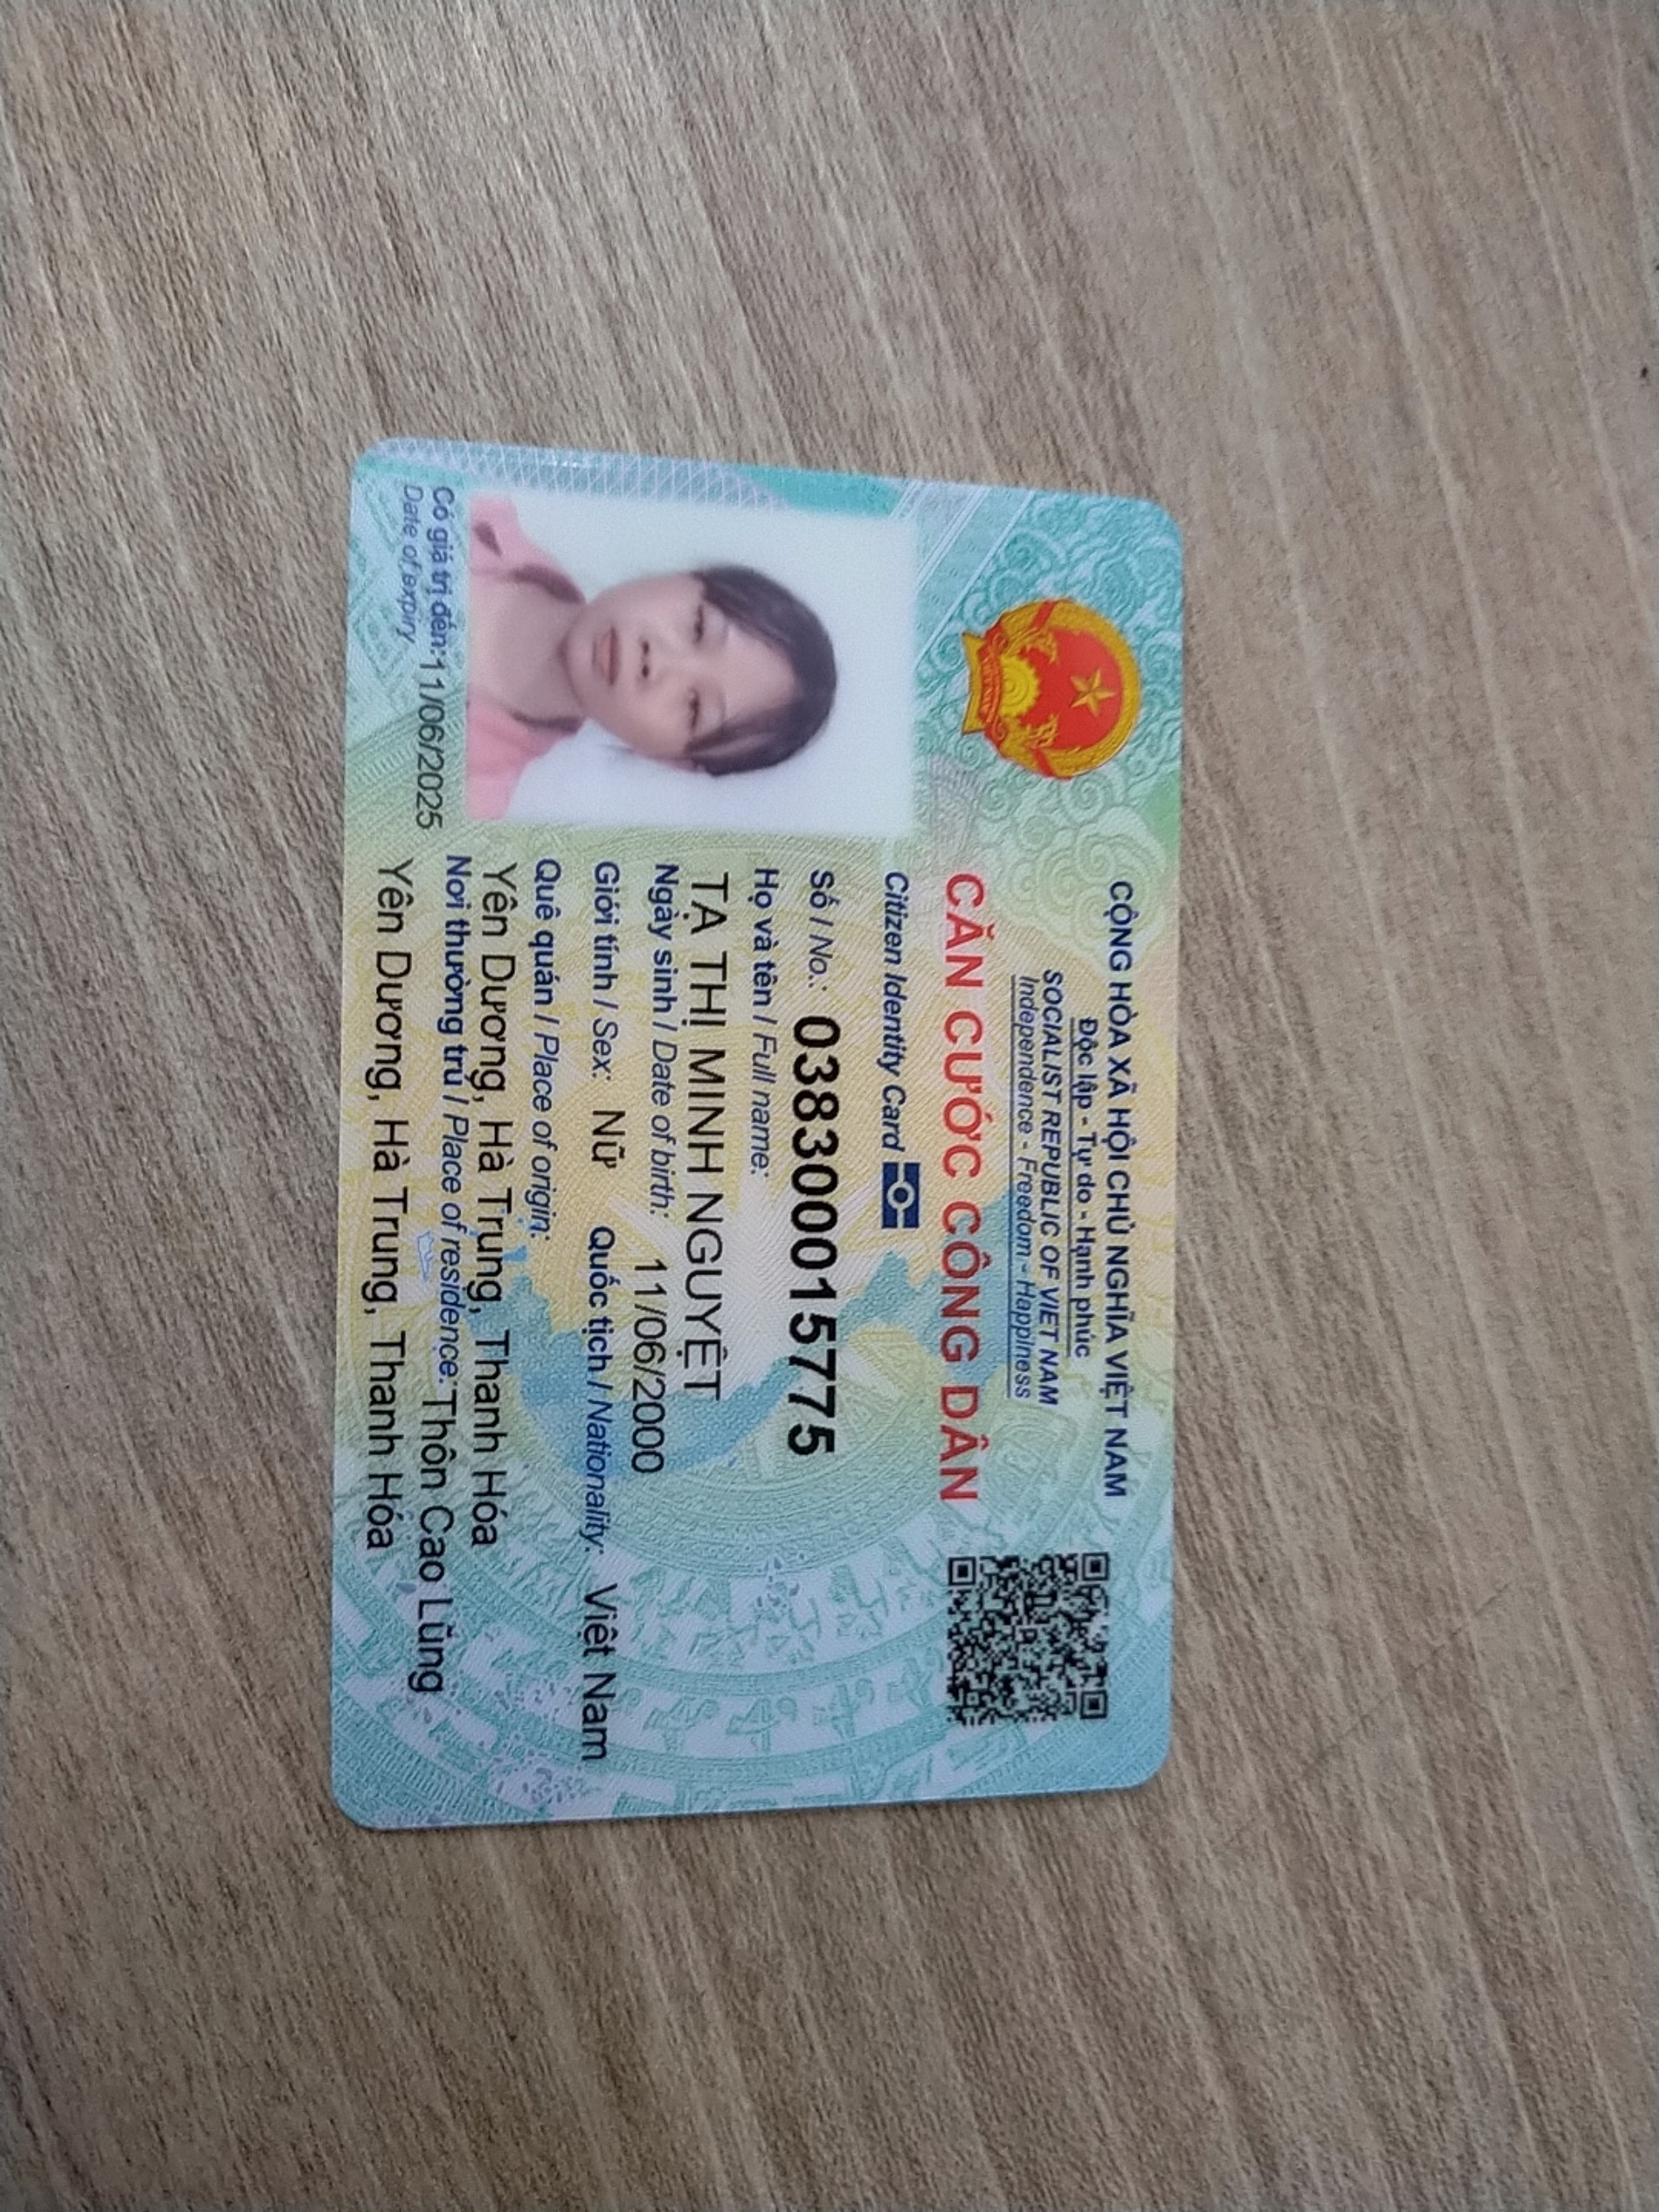 CỘNG HÒA XÃ HỘI CHỦ NGHĨA VIỆT NAM
Độc lập - Tự do - Hạnh phúc
SOCIALIST REPUBLIC OF VIET NAM
Independence - Freedom - Happiness
CĂN CƯỚC CÔNG DÂN
Citizen Identity Card
Số / No.: 038300015775
Họ và tên / Full name:
TẠ THỊ MINH NGUYỆT
Ngày sinh / Date of birth: 11/06/2000
Giới tính / Sex: Nữ Quốc tịch / Nationality: Việt Nam
Quê quán / Place of origin:
Yên Dương, Hà Trung, Thanh Hóa
Nơi thường trú / Place of residence: Thôn Cao Lũng
Yên Dương, Hà Trung, Thanh Hóa
Có giá trị đến: 11/06/2025
Date of expiry